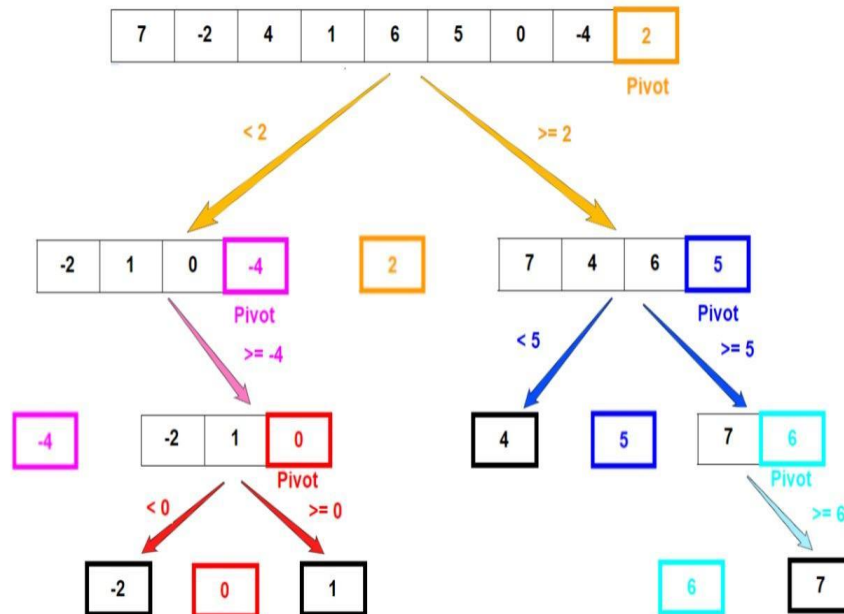 7 -2 4 1 6 5 0 -4 2
Pivot
< 2 >= 2
-2 1 0 -4 2 7 4 6 5
Pivot Pivot
>= -4 < 5 >= 5
-4 -2 1 0 4 5 7 6
Pivot Pivot
< 0 >= 0 >= 6
-2 0 1 6 7